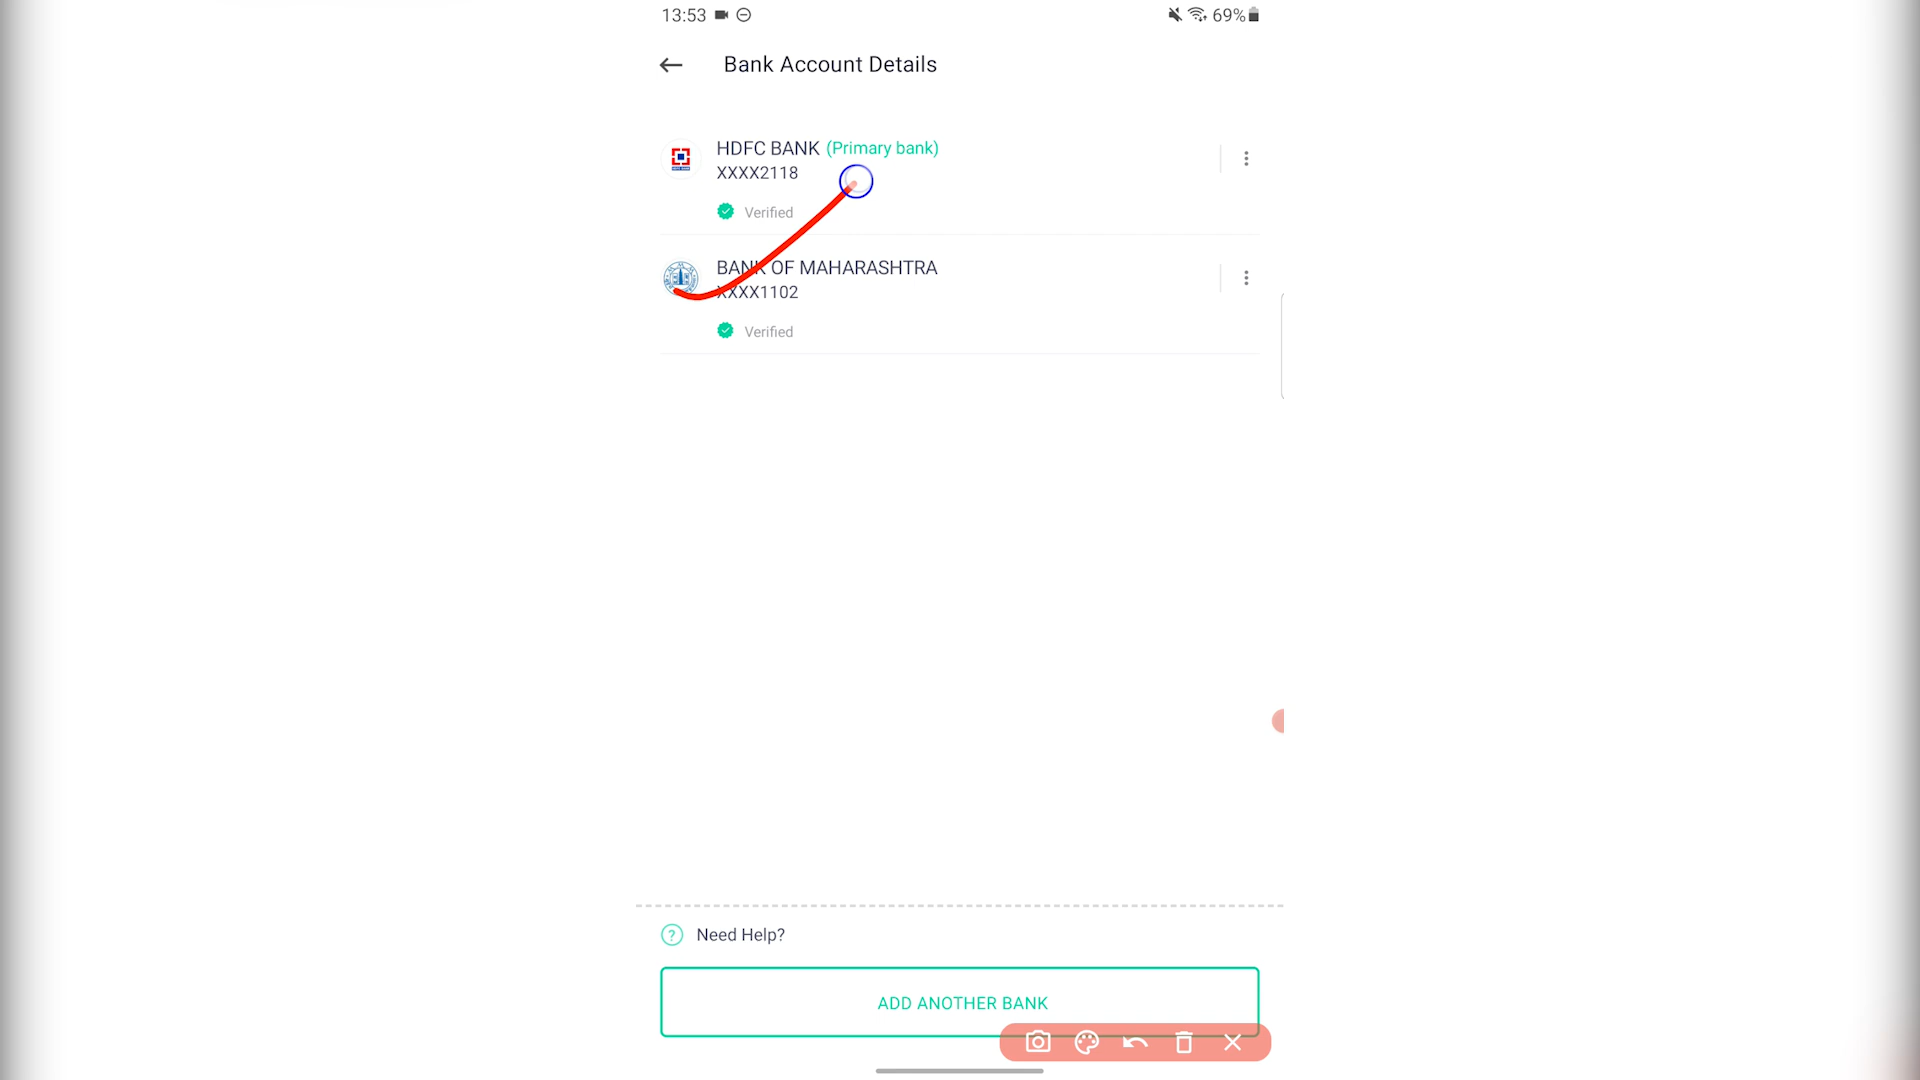 13:53
69%
Bank Account Details
HDFC BANK (Primary bank)
XXXX2118
Verified
BANK OF MAHARASHTRA
XXXX1102
Verified
Need Help?
ADD ANOTHER BANK